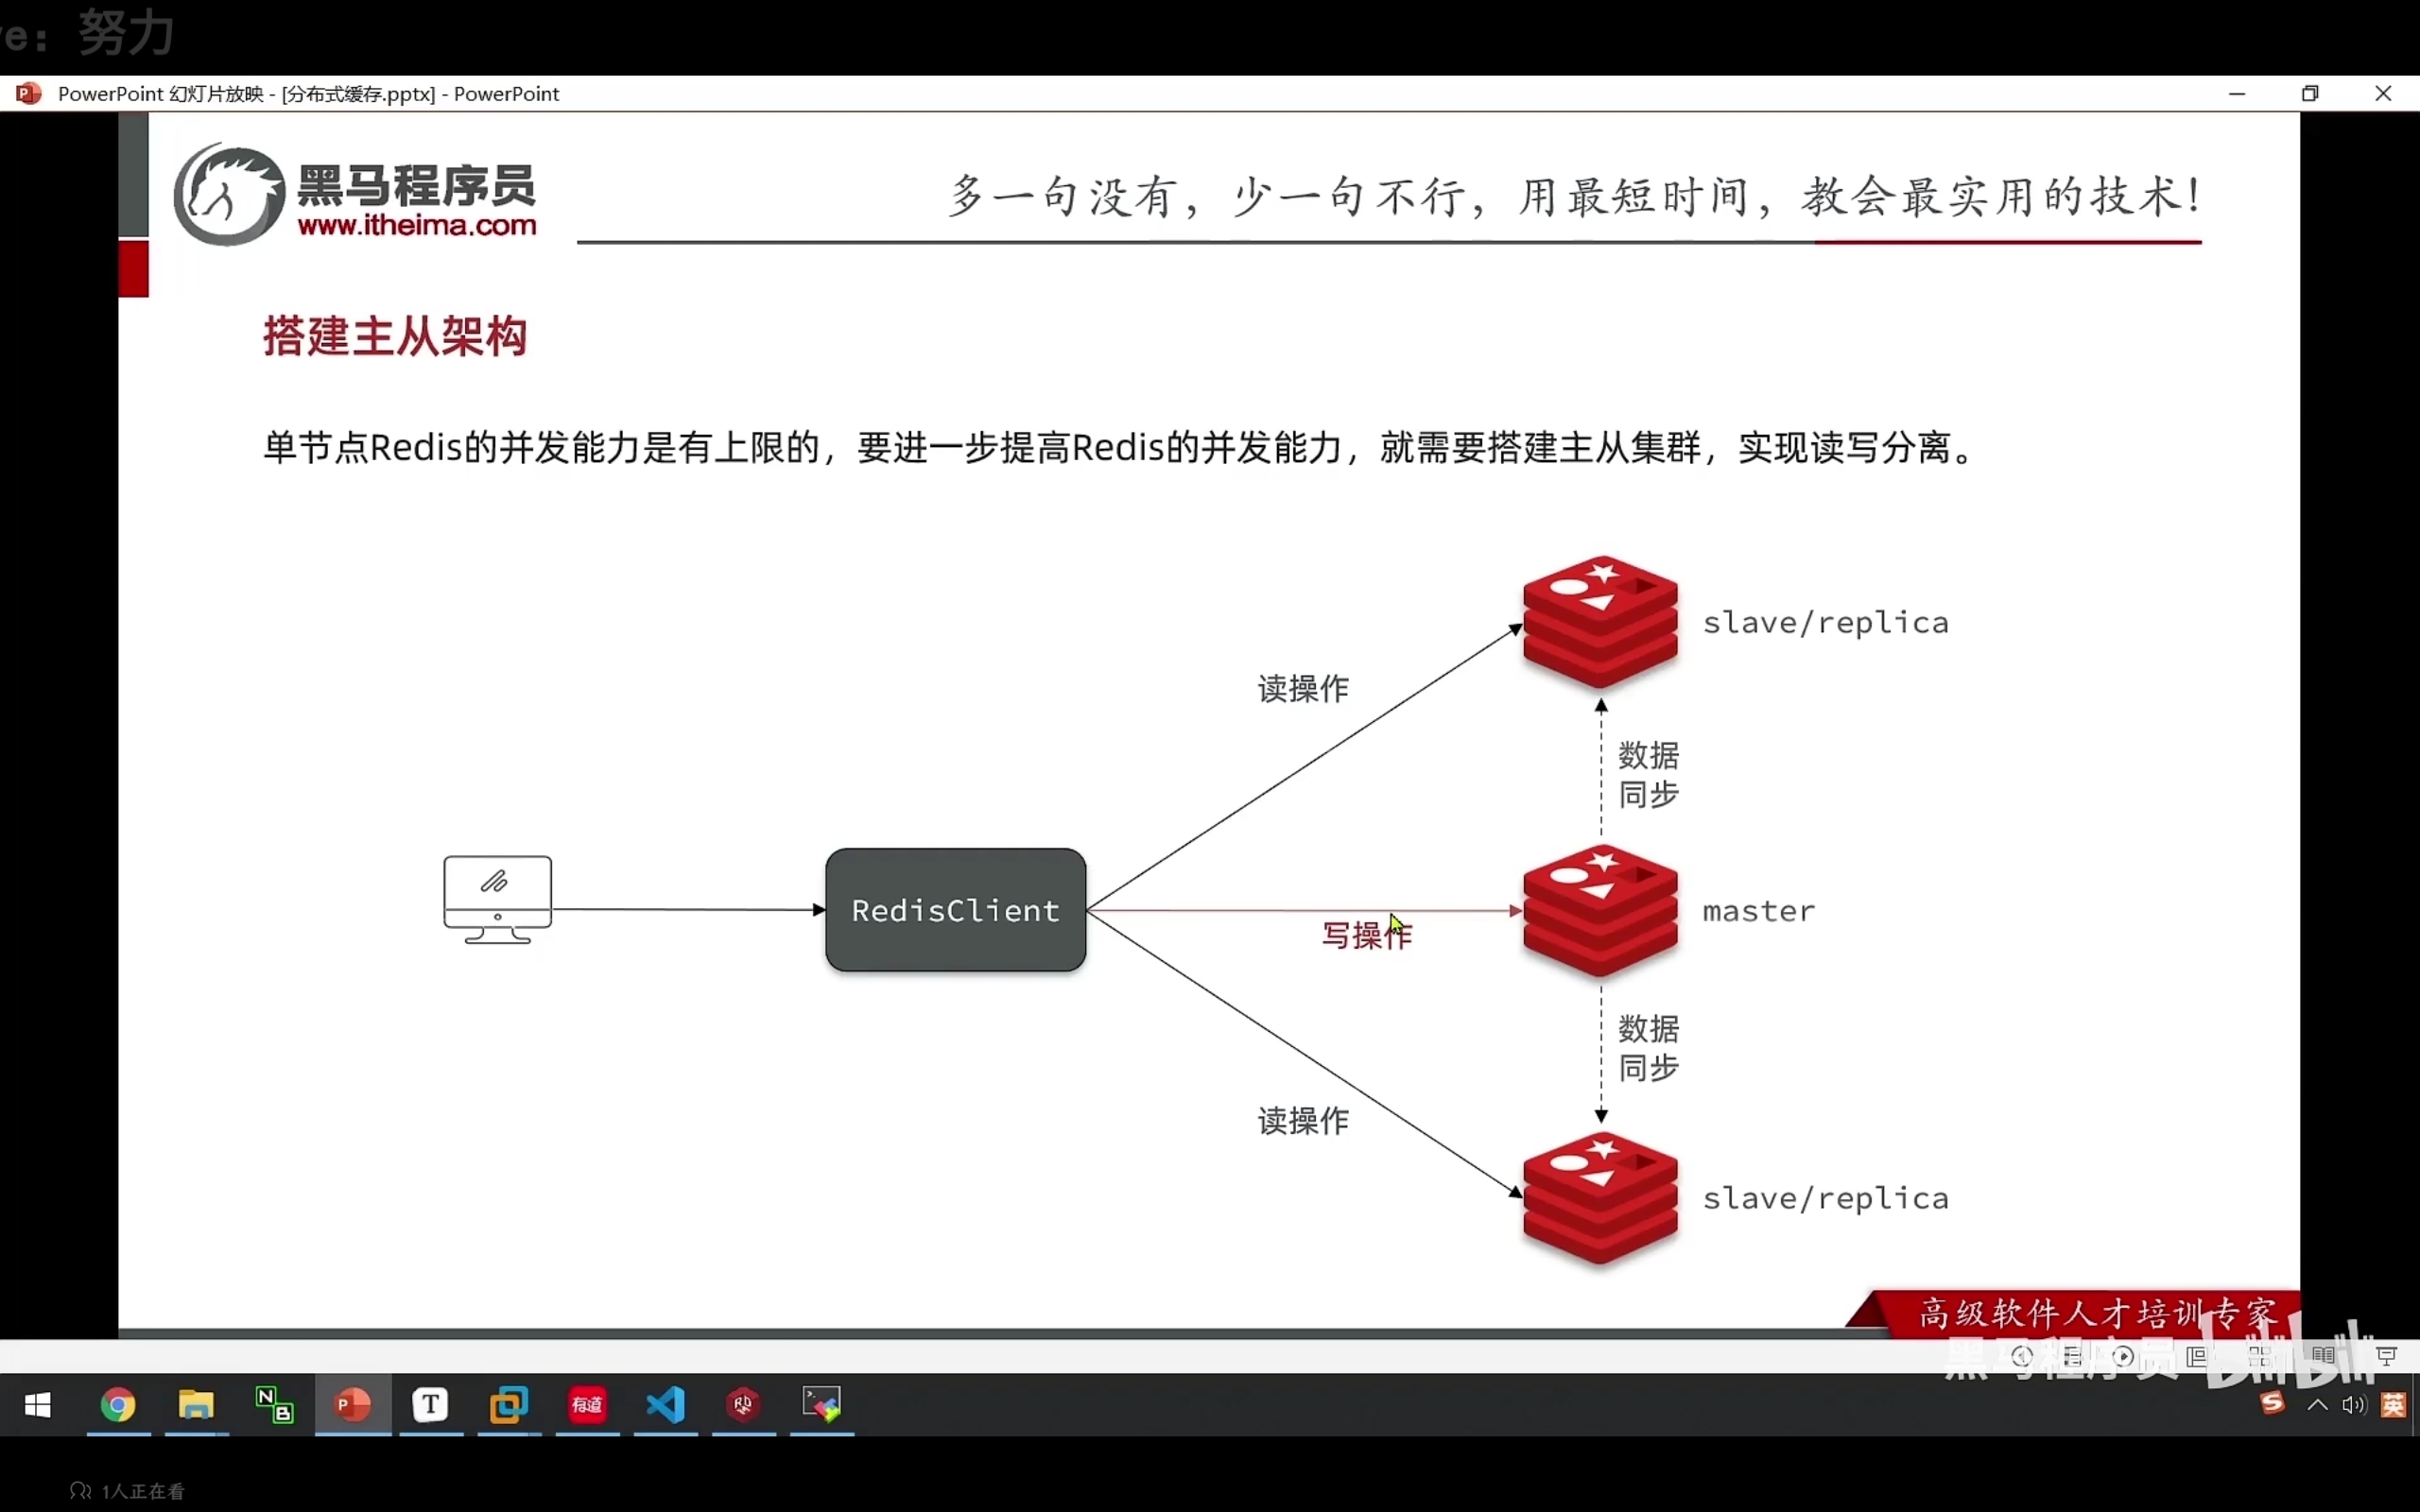 e：努力
PowerPoint 幻灯片放映 - [分布式缓存.pptx] - PowerPoint
黑马程序员
www.itheima.com
多一句没有，少一句不行，用最短时间，教会最实用的技术！
搭建主从架构
单节点Redis的并发能力是有上限的，要进一步提高Redis的并发能力，就需要搭建主从集群，实现读写分离。
slave/replica
读操作
数据
同步
RedisClient
写操作
master
数据
同步
读操作
slave/replica
高级软件人才培训专家
黑马程序员 bilibili
N
B
P
T
有道
英
1人正在看